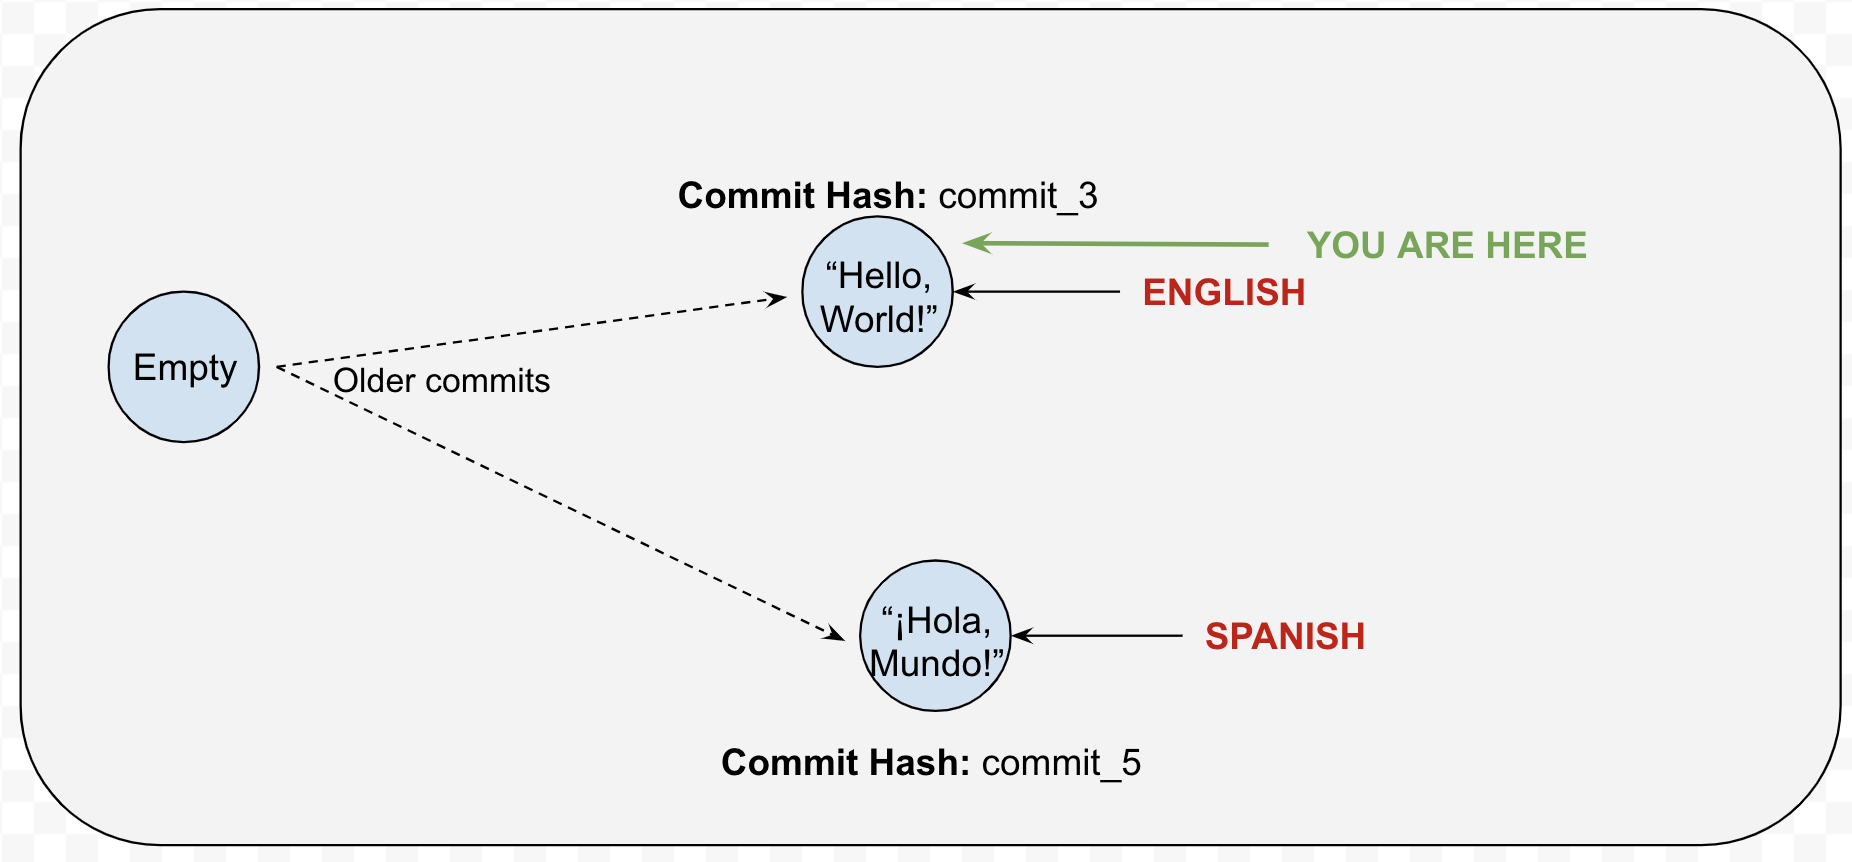 Commit Hash: commit_3
YOU ARE HERE
“Hello,
World!”
ENGLISH
Empty
Older commits
“¡Hola,
Mundo!”
SPANISH
Commit Hash: commit_5